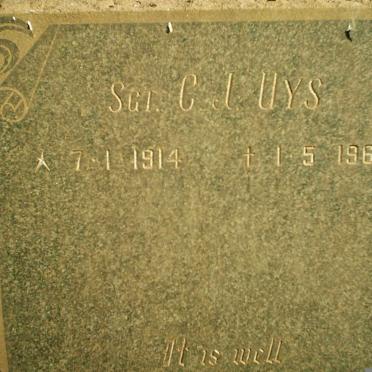 Sgt. C J. UYS
★ 7·1 1914 ✝ 1·5 196
It is well